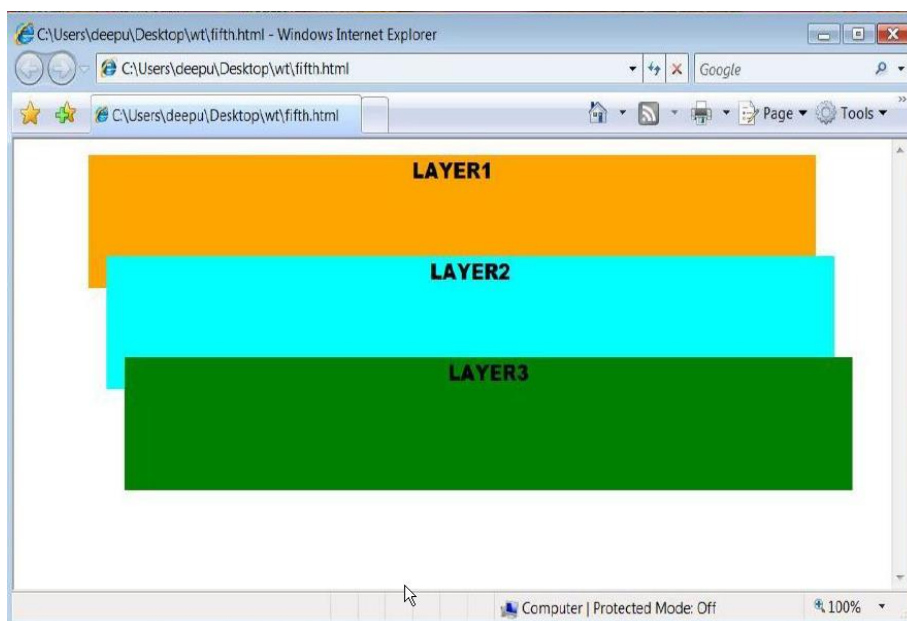 C:\Users\deepu\Desktop\wt\fifth.html - Windows Internet Explorer
C:\Users\deepu\Desktop\wt\fifth.html Google
C:\Users\deepu\Desktop\wt\fifth.html Page Tools
LAYER1
LAYER2
LAYER3
Computer | Protected Mode: Off 100%